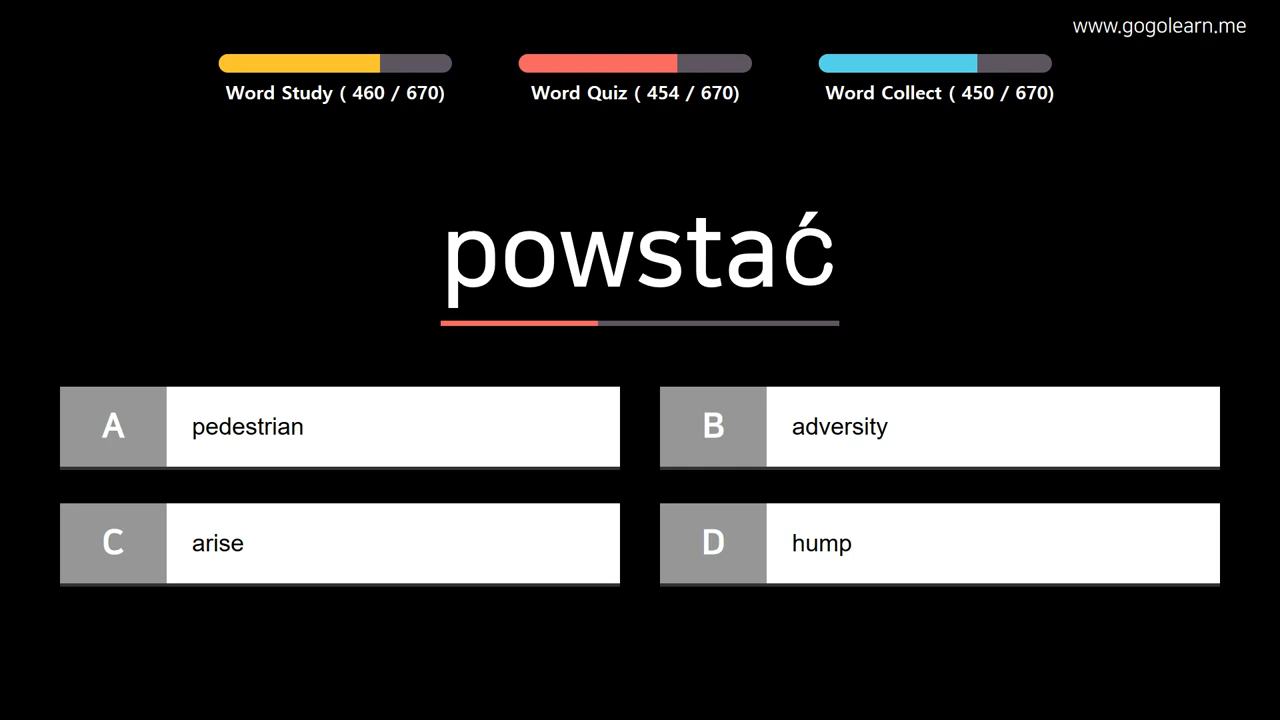 www.gogolearn.me
Word Study ( 460 / 670)
Word Quiz ( 454 / 670)
Word Collect ( 450 / 670)
powstać
A pedestrian
B adversity
C arise
D hump